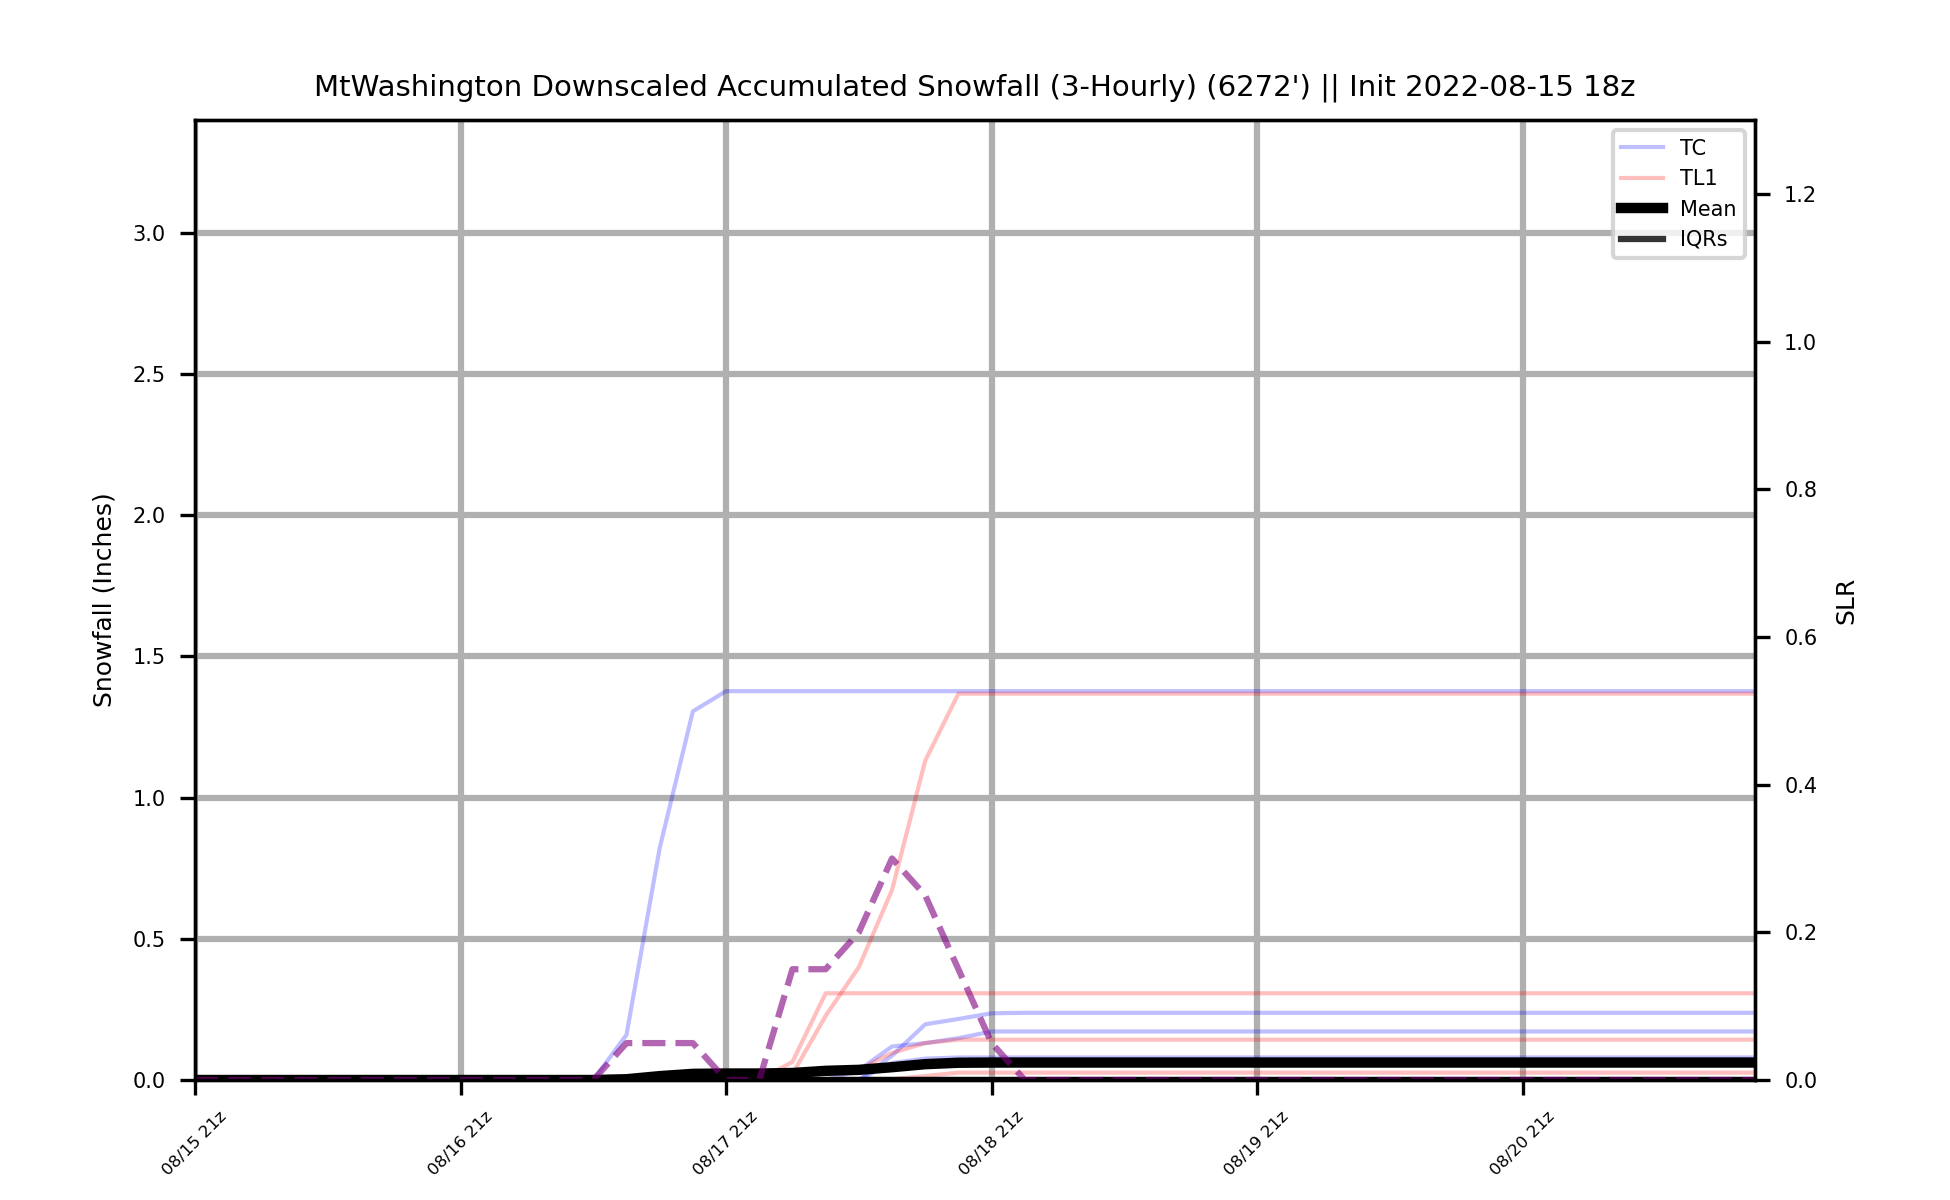 MtWashington Downscaled Accumulated Snowfall (3-Hourly) (6272') || Init 2022-08-15 18z
TC
TL1
Mean
IQRs
3.0
2.5
2.0
1.5
1.0
0.5
0.0
Snowfall (Inches)
1.2
1.0
0.8
0.6
0.4
0.2
0.0
SLR
08/15 21z
08/16 21z
08/17 21z
08/18 21z
08/19 21z
08/20 21z